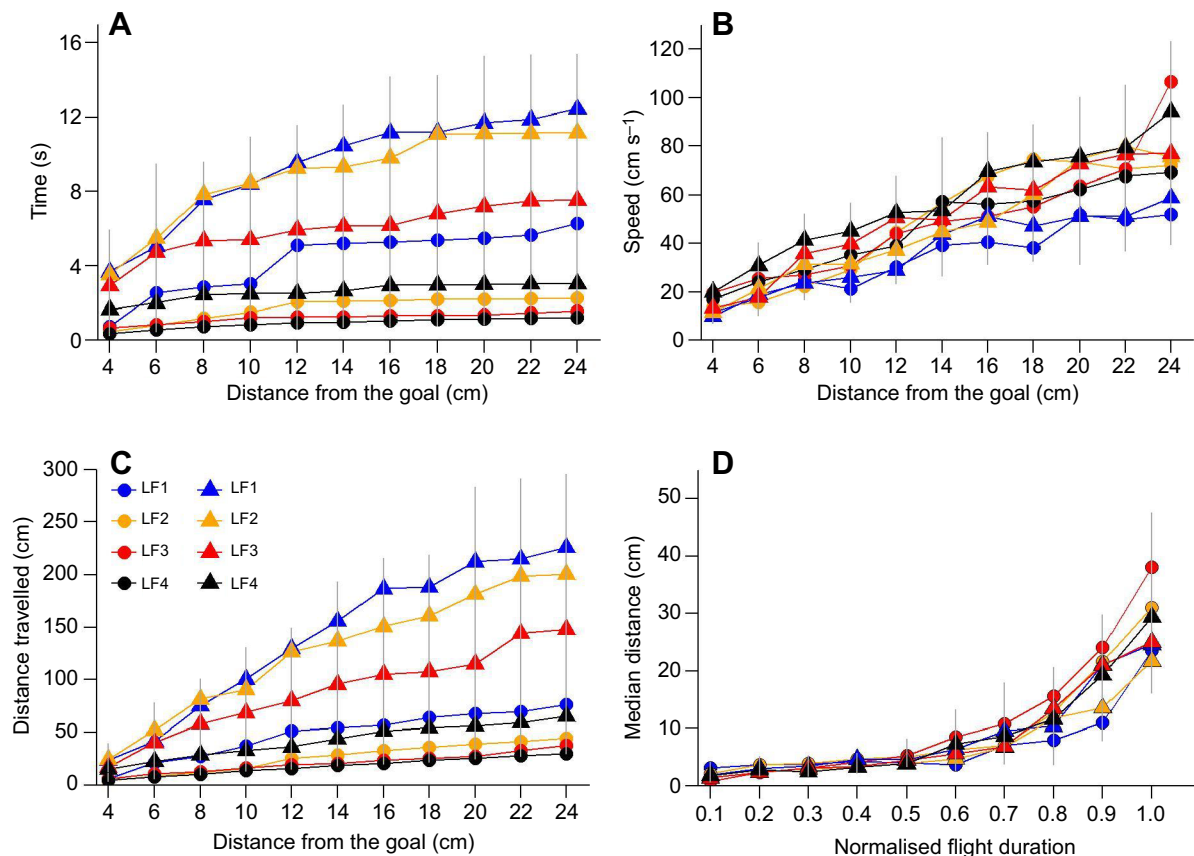 A
Time (s)
16
12
8
4
0
4 6 8 10 12 14 16 18 20 22 24
Distance from the goal (cm)
B
Speed (cm s⁻¹)
120
100
80
60
40
20
0
4 6 8 10 12 14 16 18 20 22 24
Distance from the goal (cm)
C
Distance travelled (cm)
300
250
200
150
100
50
0
LF1 LF1
LF2 LF2
LF3 LF3
LF4 LF4
4 6 8 10 12 14 16 18 20 22 24
Distance from the goal (cm)
D
Median distance (cm)
50
40
30
20
10
0
0.1 0.2 0.3 0.4 0.5 0.6 0.7 0.8 0.9 1.0
Normalised flight duration